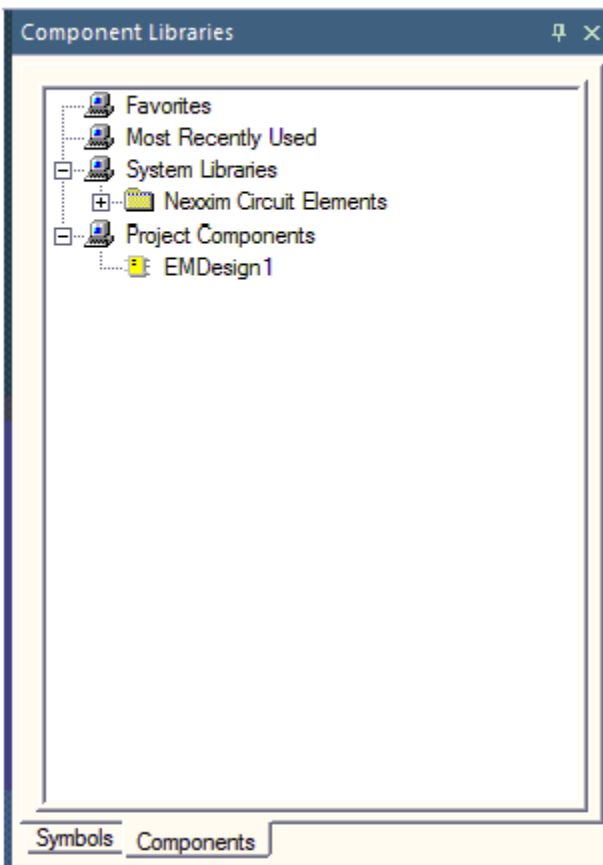 Component Libraries
Favorites
Most Recently Used
System Libraries
Nexxim Circuit Elements
Project Components
EMDesign1
Symbols
Components